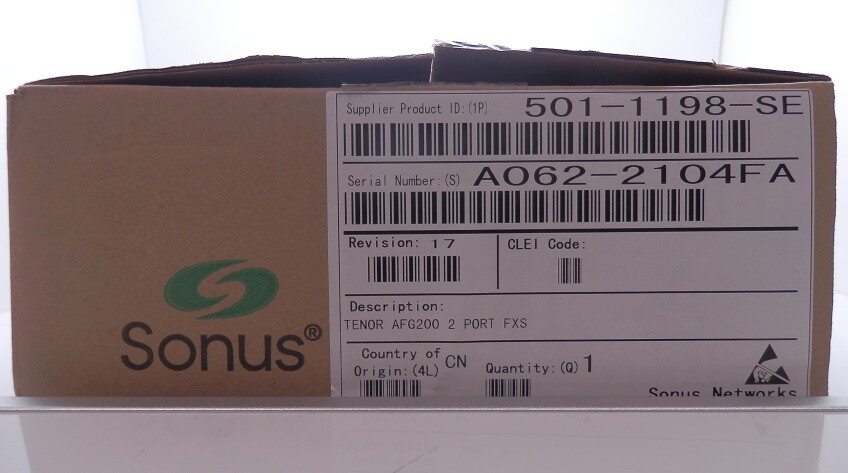 Sonus®
Supplier Product ID:(1P) 501-1198-SE
Serial Number:(S) A062-2104FA
Revision: 17
CLEI Code:
Description:
TENOR AFG200 2 PORT FXS
Country of
Origin:(4L) CN
Quantity:(Q) 1
Sonus Networks